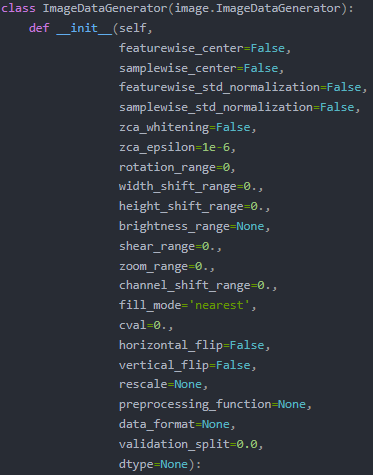 class ImageDataGenerator(image.ImageDataGenerator):
    def __init__(self,
                 featurewise_center=False,
                 samplewise_center=False,
                 featurewise_std_normalization=False,
                 samplewise_std_normalization=False,
                 zca_whitening=False,
                 zca_epsilon=1e-6,
                 rotation_range=0,
                 width_shift_range=0.,
                 height_shift_range=0.,
                 brightness_range=None,
                 shear_range=0.,
                 zoom_range=0.,
                 channel_shift_range=0.,
                 fill_mode='nearest',
                 cval=0.,
                 horizontal_flip=False,
                 vertical_flip=False,
                 rescale=None,
                 preprocessing_function=None,
                 data_format=None,
                 validation_split=0.0,
                 dtype=None):